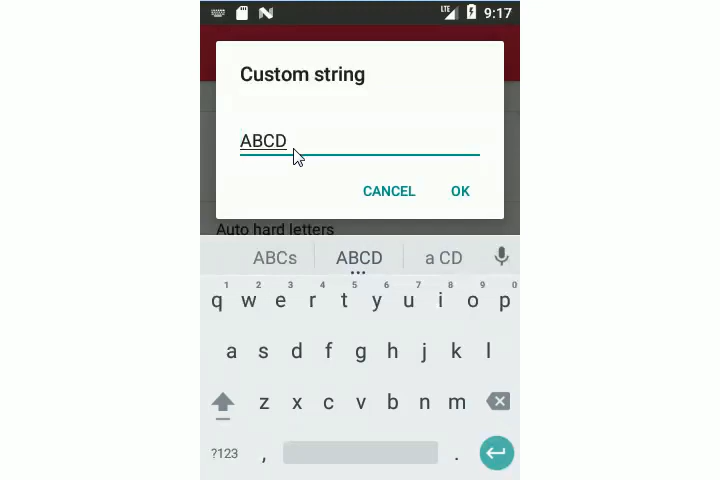 LTE 9:17
Custom string
ABCD
CANCEL OK
Auto hard letters
ABCs ABCD a CD
1 2 3 4 5 6 7 8 9 0
q w e r t y u i o p
a s d f g h j k l
z x c v b n m
?123 , .